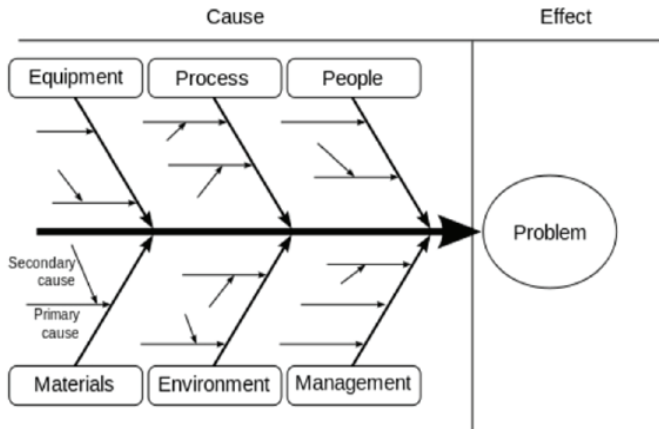 Cause
Effect
Equipment
Process
People
Problem
Secondary
cause
Primary
cause
Materials
Environment
Management